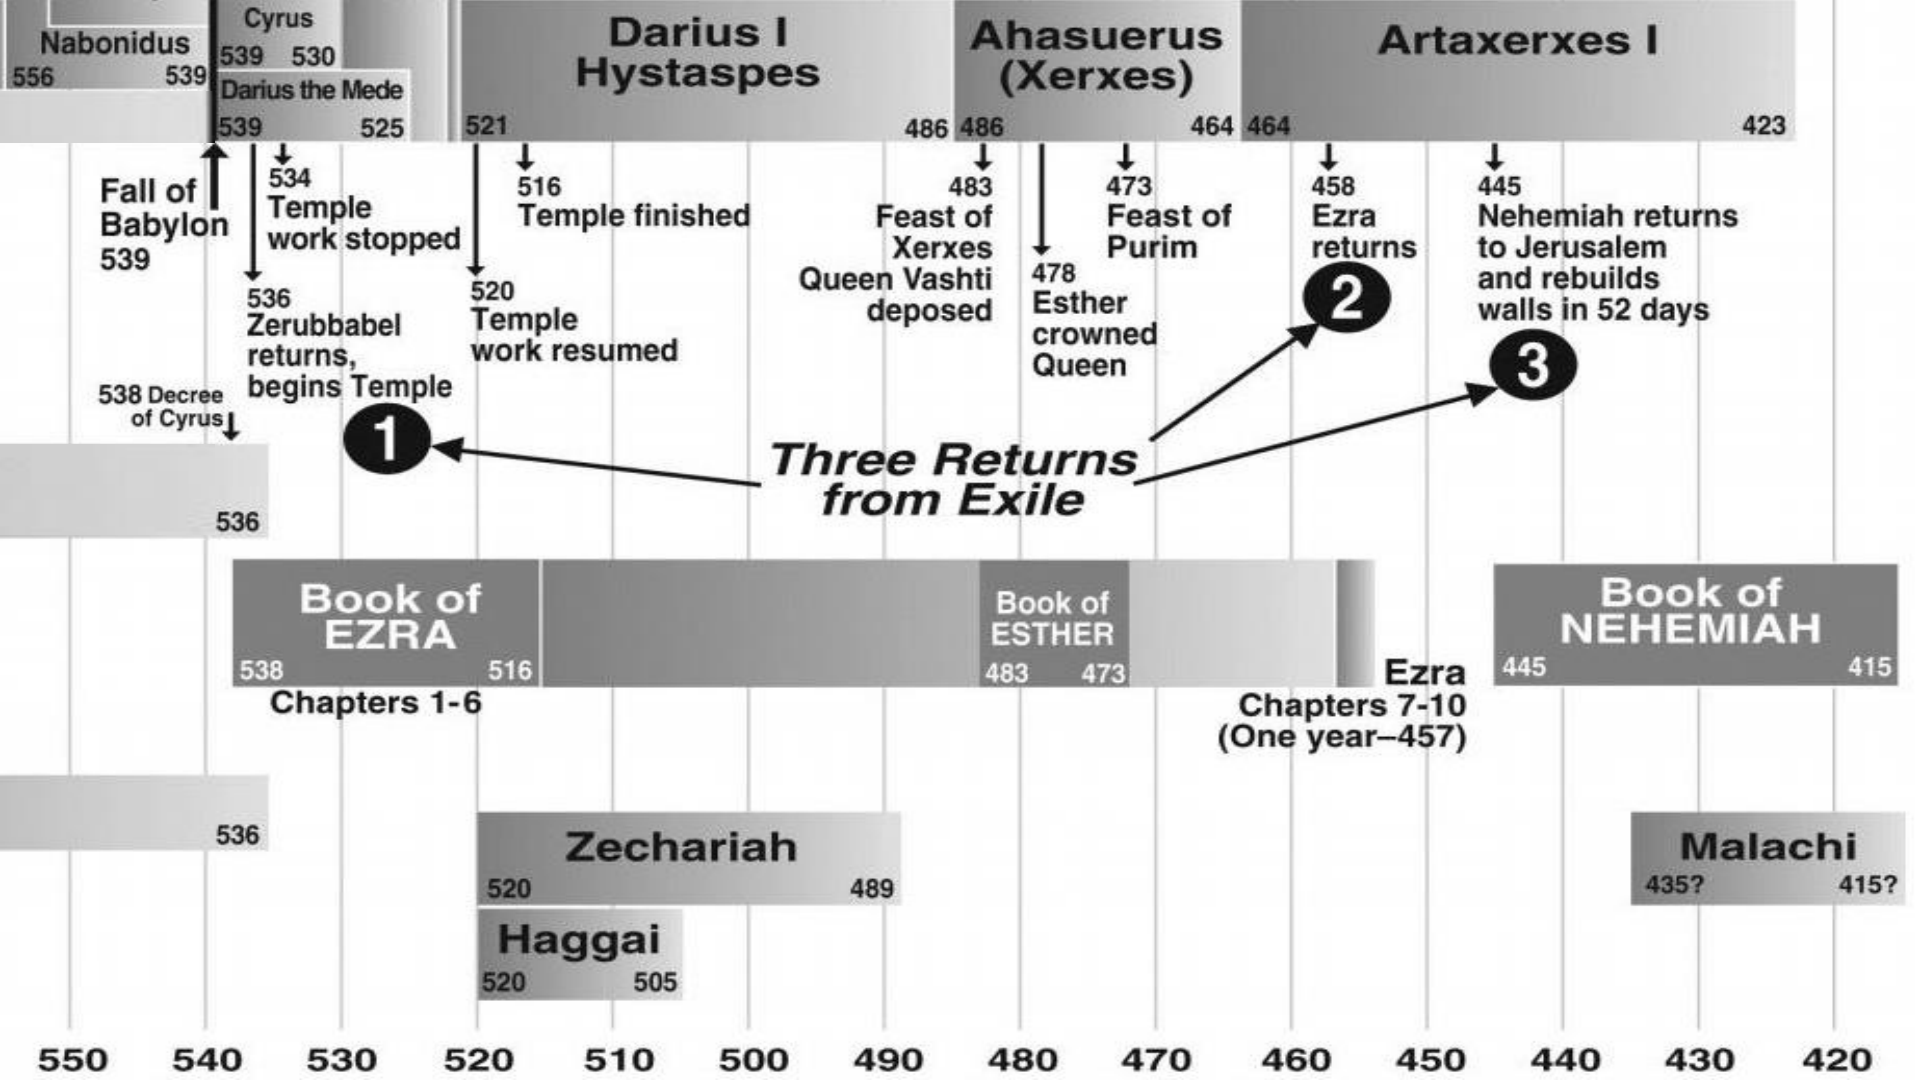 Nabonidus
556 539
Cyrus
539 530
Darius the Mede
539 525
Darius I
Hystaspes
521 486
Ahasuerus
(Xerxes)
486 464
Artaxerxes I
464 423
Fall of
Babylon
539
534
Temple
work stopped
536
Zerubbabel
returns,
begins Temple
1
538 Decree
of Cyrus
516
Temple finished
520
Temple
work resumed
483
Feast of
Xerxes
Queen Vashti
deposed
478
Esther
crowned
Queen
473
Feast of
Purim
458
Ezra
returns
2
445
Nehemiah returns
to Jerusalem
and rebuilds
walls in 52 days
3
Three Returns
from Exile
536
Book of
EZRA
538 516
Chapters 1-6
Book of
ESTHER
483 473
Ezra
Chapters 7-10
(One year–457)
Book of
NEHEMIAH
445 415
536
Zechariah
520 489
Haggai
520 505
Malachi
435? 415?
550 540 530 520 510 500 490 480 470 460 450 440 430 420